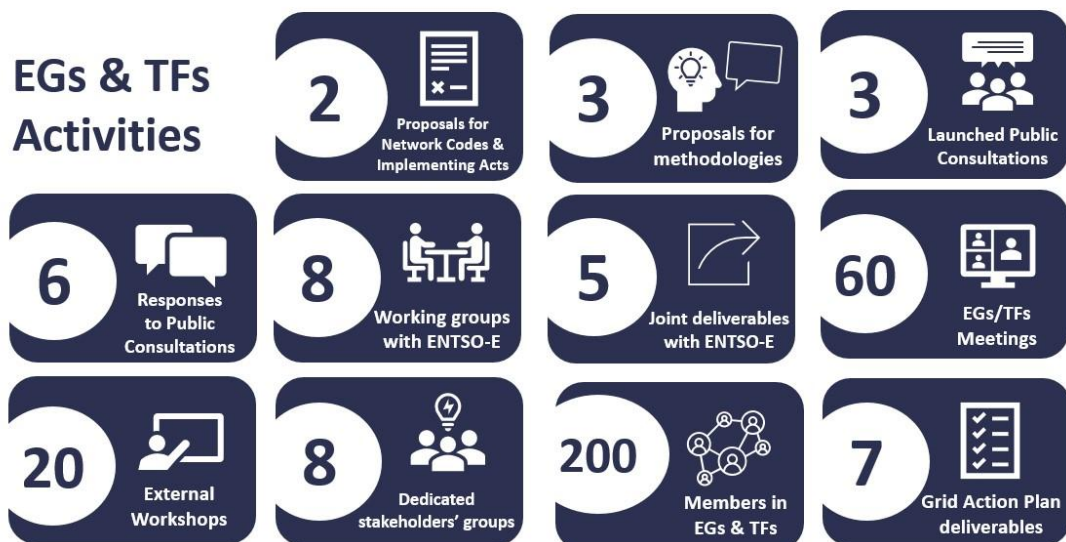 EGs & TFs
Activities
2
Proposals for
Network Codes &
Implementing Acts
3
Proposals for
methodologies
3
Launched Public
Consultations
6
Responses
to Public
Consultations
8
Working groups
with ENTSO-E
5
Joint deliverables
with ENTSO-E
60
EGs/TFs
Meetings
20
External
Workshops
8
Dedicated
stakeholders' groups
200
Members in
EGs & TFs
7
Grid Action Plan
deliverables